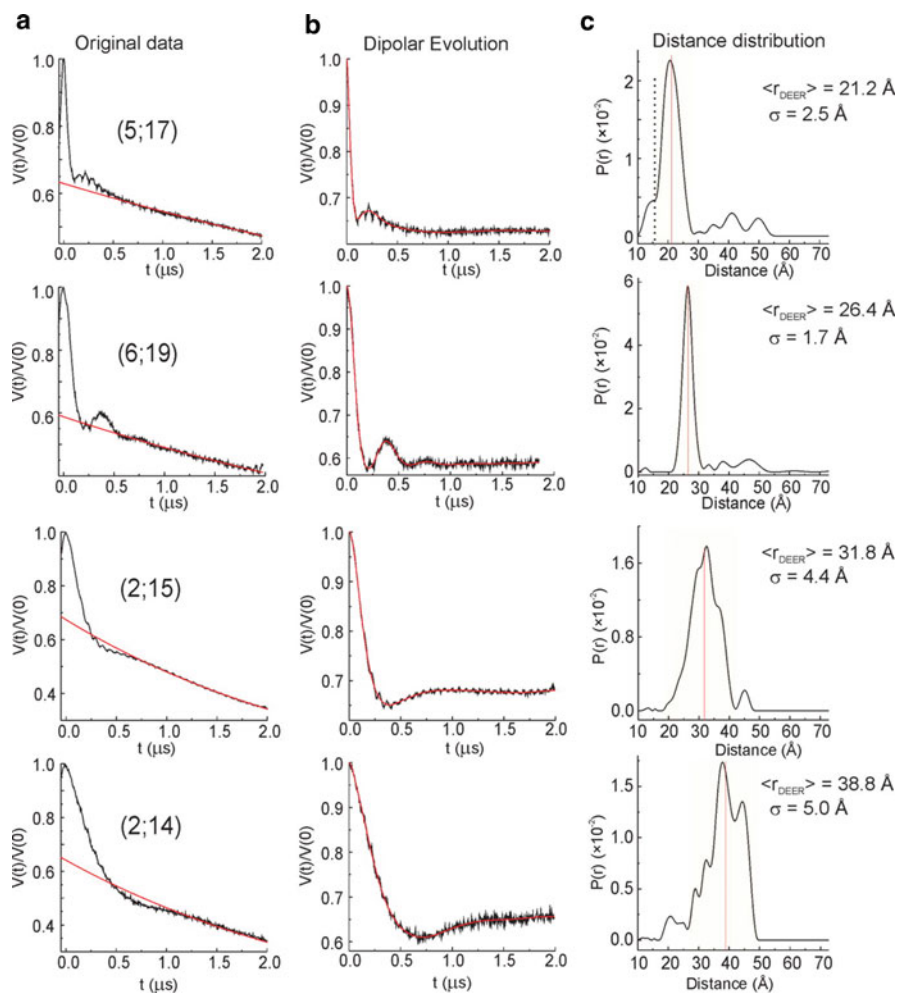 a b c
Original data Dipolar Evolution Distance distribution
V(t)/V(0)
1.0
0.8
0.6
(5;17)
0.0 0.5 1.0 1.5 2.0
t (μs)
V(t)/V(0)
1.0
0.9
0.8
0.7
0.6
0.0 0.5 1.0 1.5 2.0
t (μs)
P(r) (×10⁻²)
2
1
0
<rDEER> = 21.2 Å
σ = 2.5 Å
10 20 30 40 50 60 70
Distance (Å)
V(t)/V(0)
1.0
0.8
0.6
(6;19)
0.0 0.5 1.0 1.5 2.0
t (μs)
V(t)/V(0)
1.0
0.9
0.8
0.7
0.6
0.0 0.5 1.0 1.5 2.0
t (μs)
P(r) (×10⁻²)
6
4
2
0
<rDEER> = 26.4 Å
σ = 1.7 Å
10 20 30 40 50 60 70
Distance (Å)
V(t)/V(0)
1.0
0.8
0.6
0.4
(2;15)
0.0 0.5 1.0 1.5 2.0
t (μs)
V(t)/V(0)
1.0
0.9
0.8
0.7
0.0 0.5 1.0 1.5 2.0
t (μs)
P(r) (×10⁻²)
1.6
0.8
0.0
<rDEER> = 31.8 Å
σ = 4.4 Å
10 20 30 40 50 60 70
Distance (Å)
V(t)/V(0)
1.0
0.8
0.6
0.4
(2;14)
0.0 0.5 1.0 1.5 2.0
t (μs)
V(t)/V(0)
1.0
0.9
0.8
0.7
0.6
0.0 0.5 1.0 1.5 2.0
t (μs)
P(r) (×10⁻²)
1.5
0.75
0.0
<rDEER> = 38.8 Å
σ = 5.0 Å
10 20 30 40 50 60 70
Distance (Å)